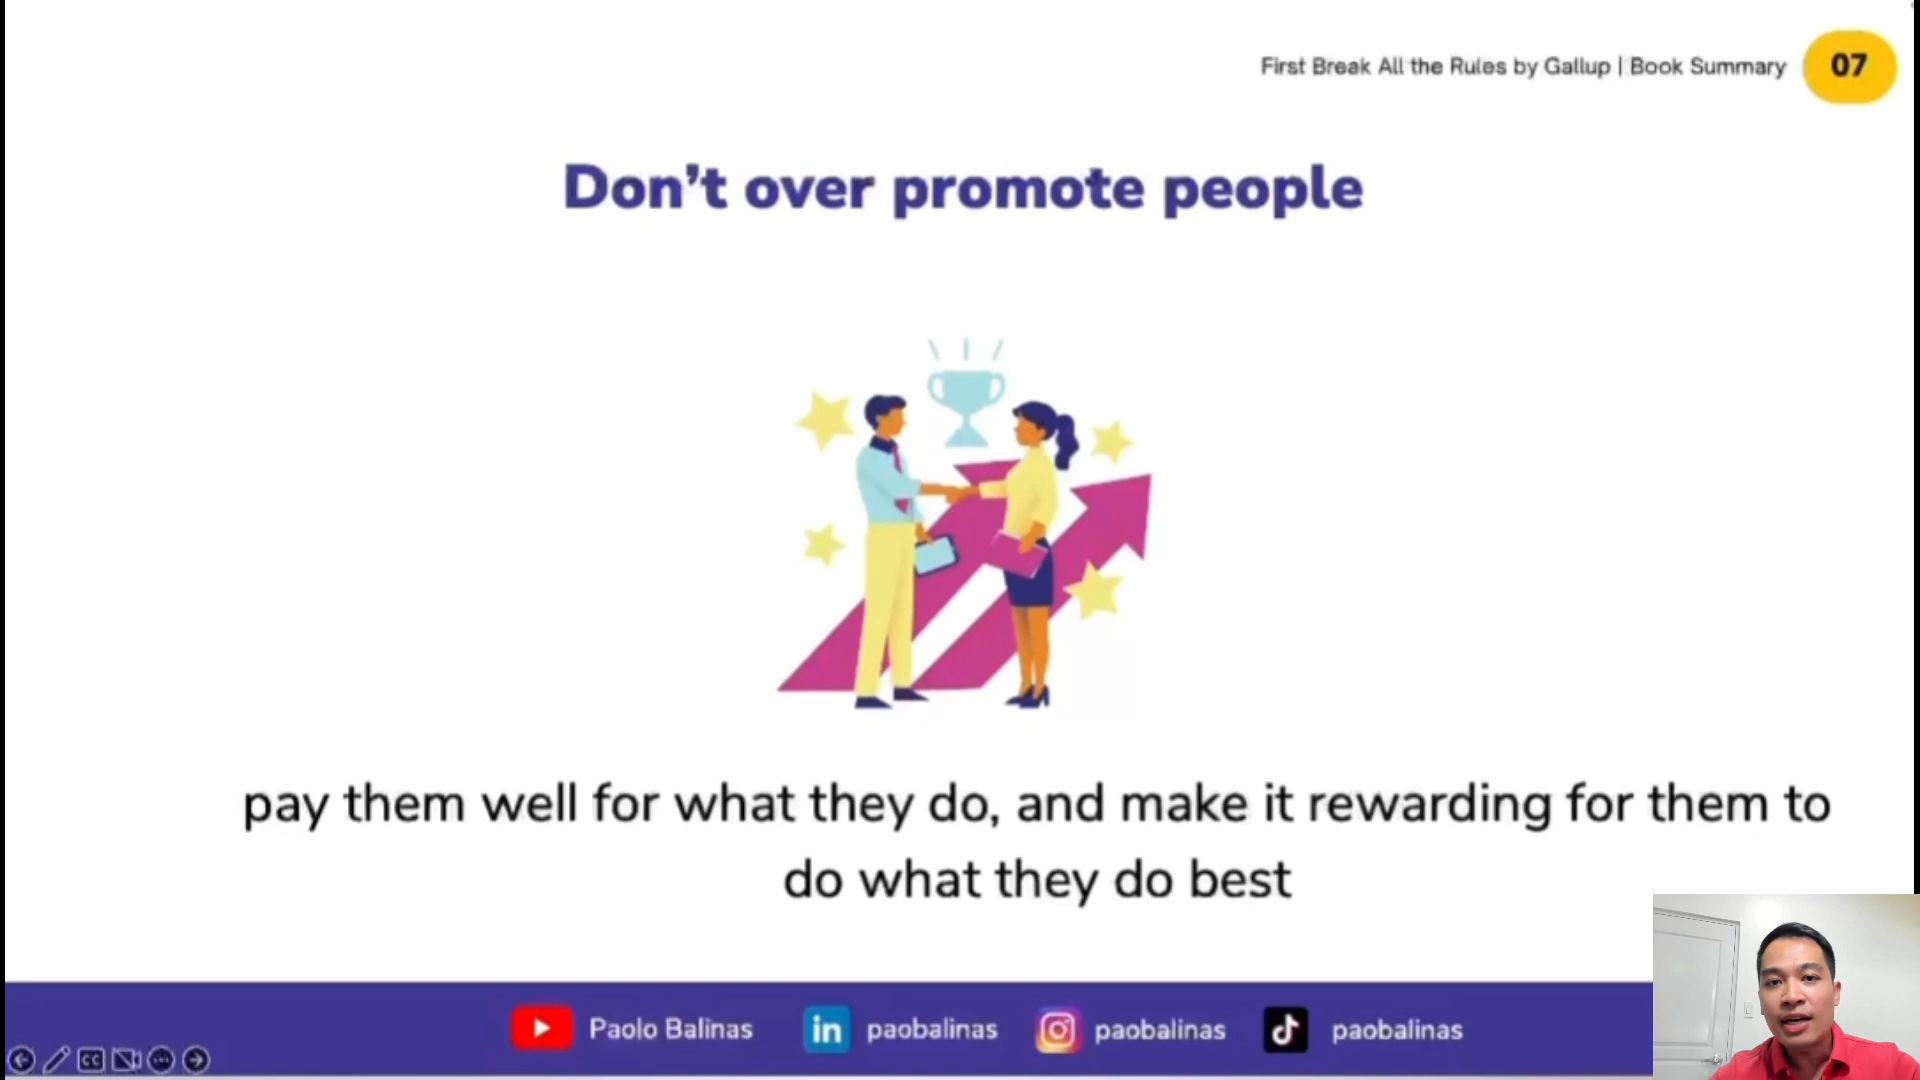 First Break All the Rules by Gallup | Book Summary
07
Don't over promote people
pay them well for what they do, and make it rewarding for them to
do what they do best
Paolo Balinas
in
paobalinas
paobalinas
paobalinas
CC